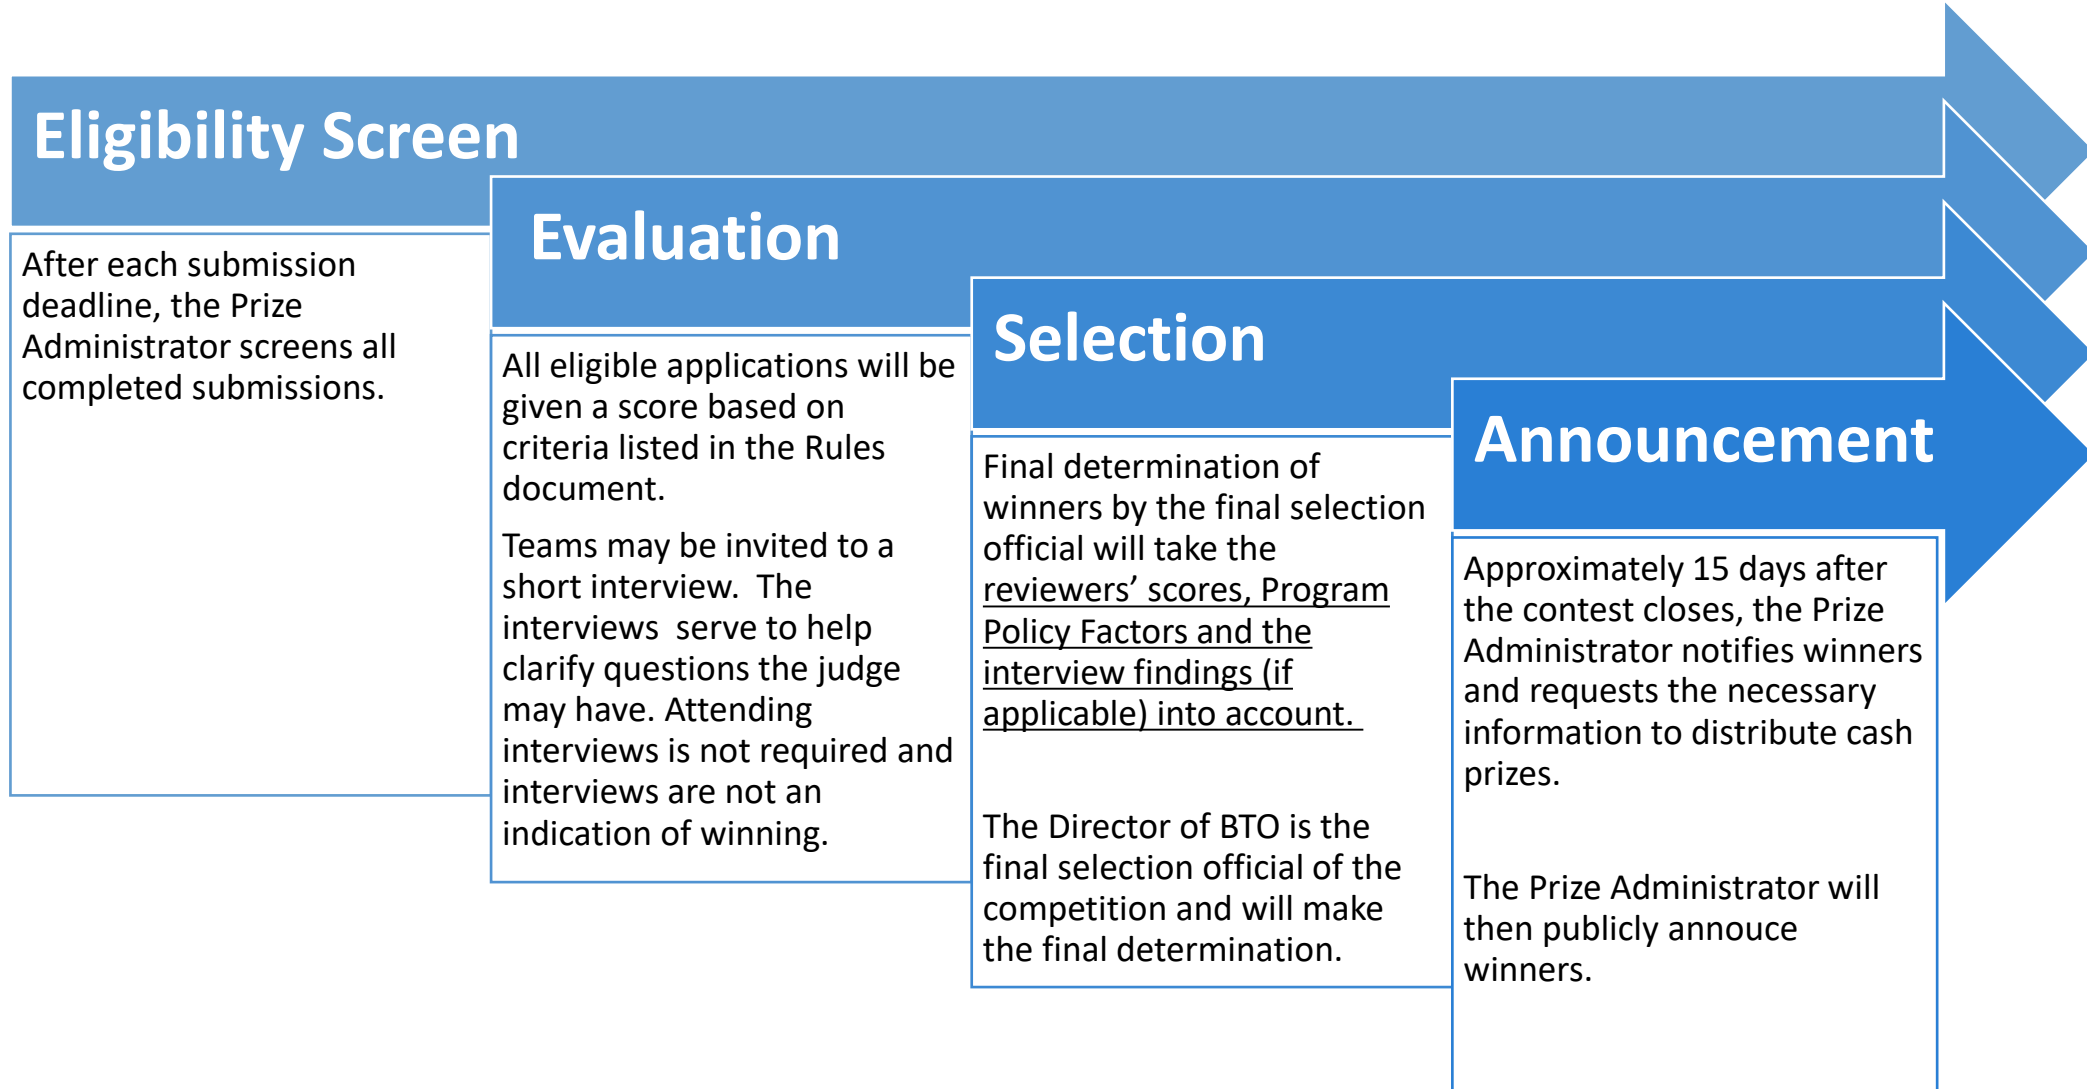 Eligibility Screen
After each submission
deadline, the Prize
Administrator screens all
completed submissions.
Evaluation
All eligible applications will be
given a score based on
criteria listed in the Rules
document.
Teams may be invited to a
short interview.  The
interviews  serve to help
clarify questions the judge
may have. Attending
interviews is not required and
interviews are not an
indication of winning.
Selection
Final determination of
winners by the final selection
official will take the
reviewers’ scores, Program
Policy Factors and the
interview findings (if
applicable) into account.
The Director of BTO is the
final selection official of the
competition and will make
the final determination.
Announcement
Approximately 15 days after
the contest closes, the Prize
Administrator notifies winners
and requests the necessary
information to distribute cash
prizes.
The Prize Administrator will
then publicly annouce
winners.